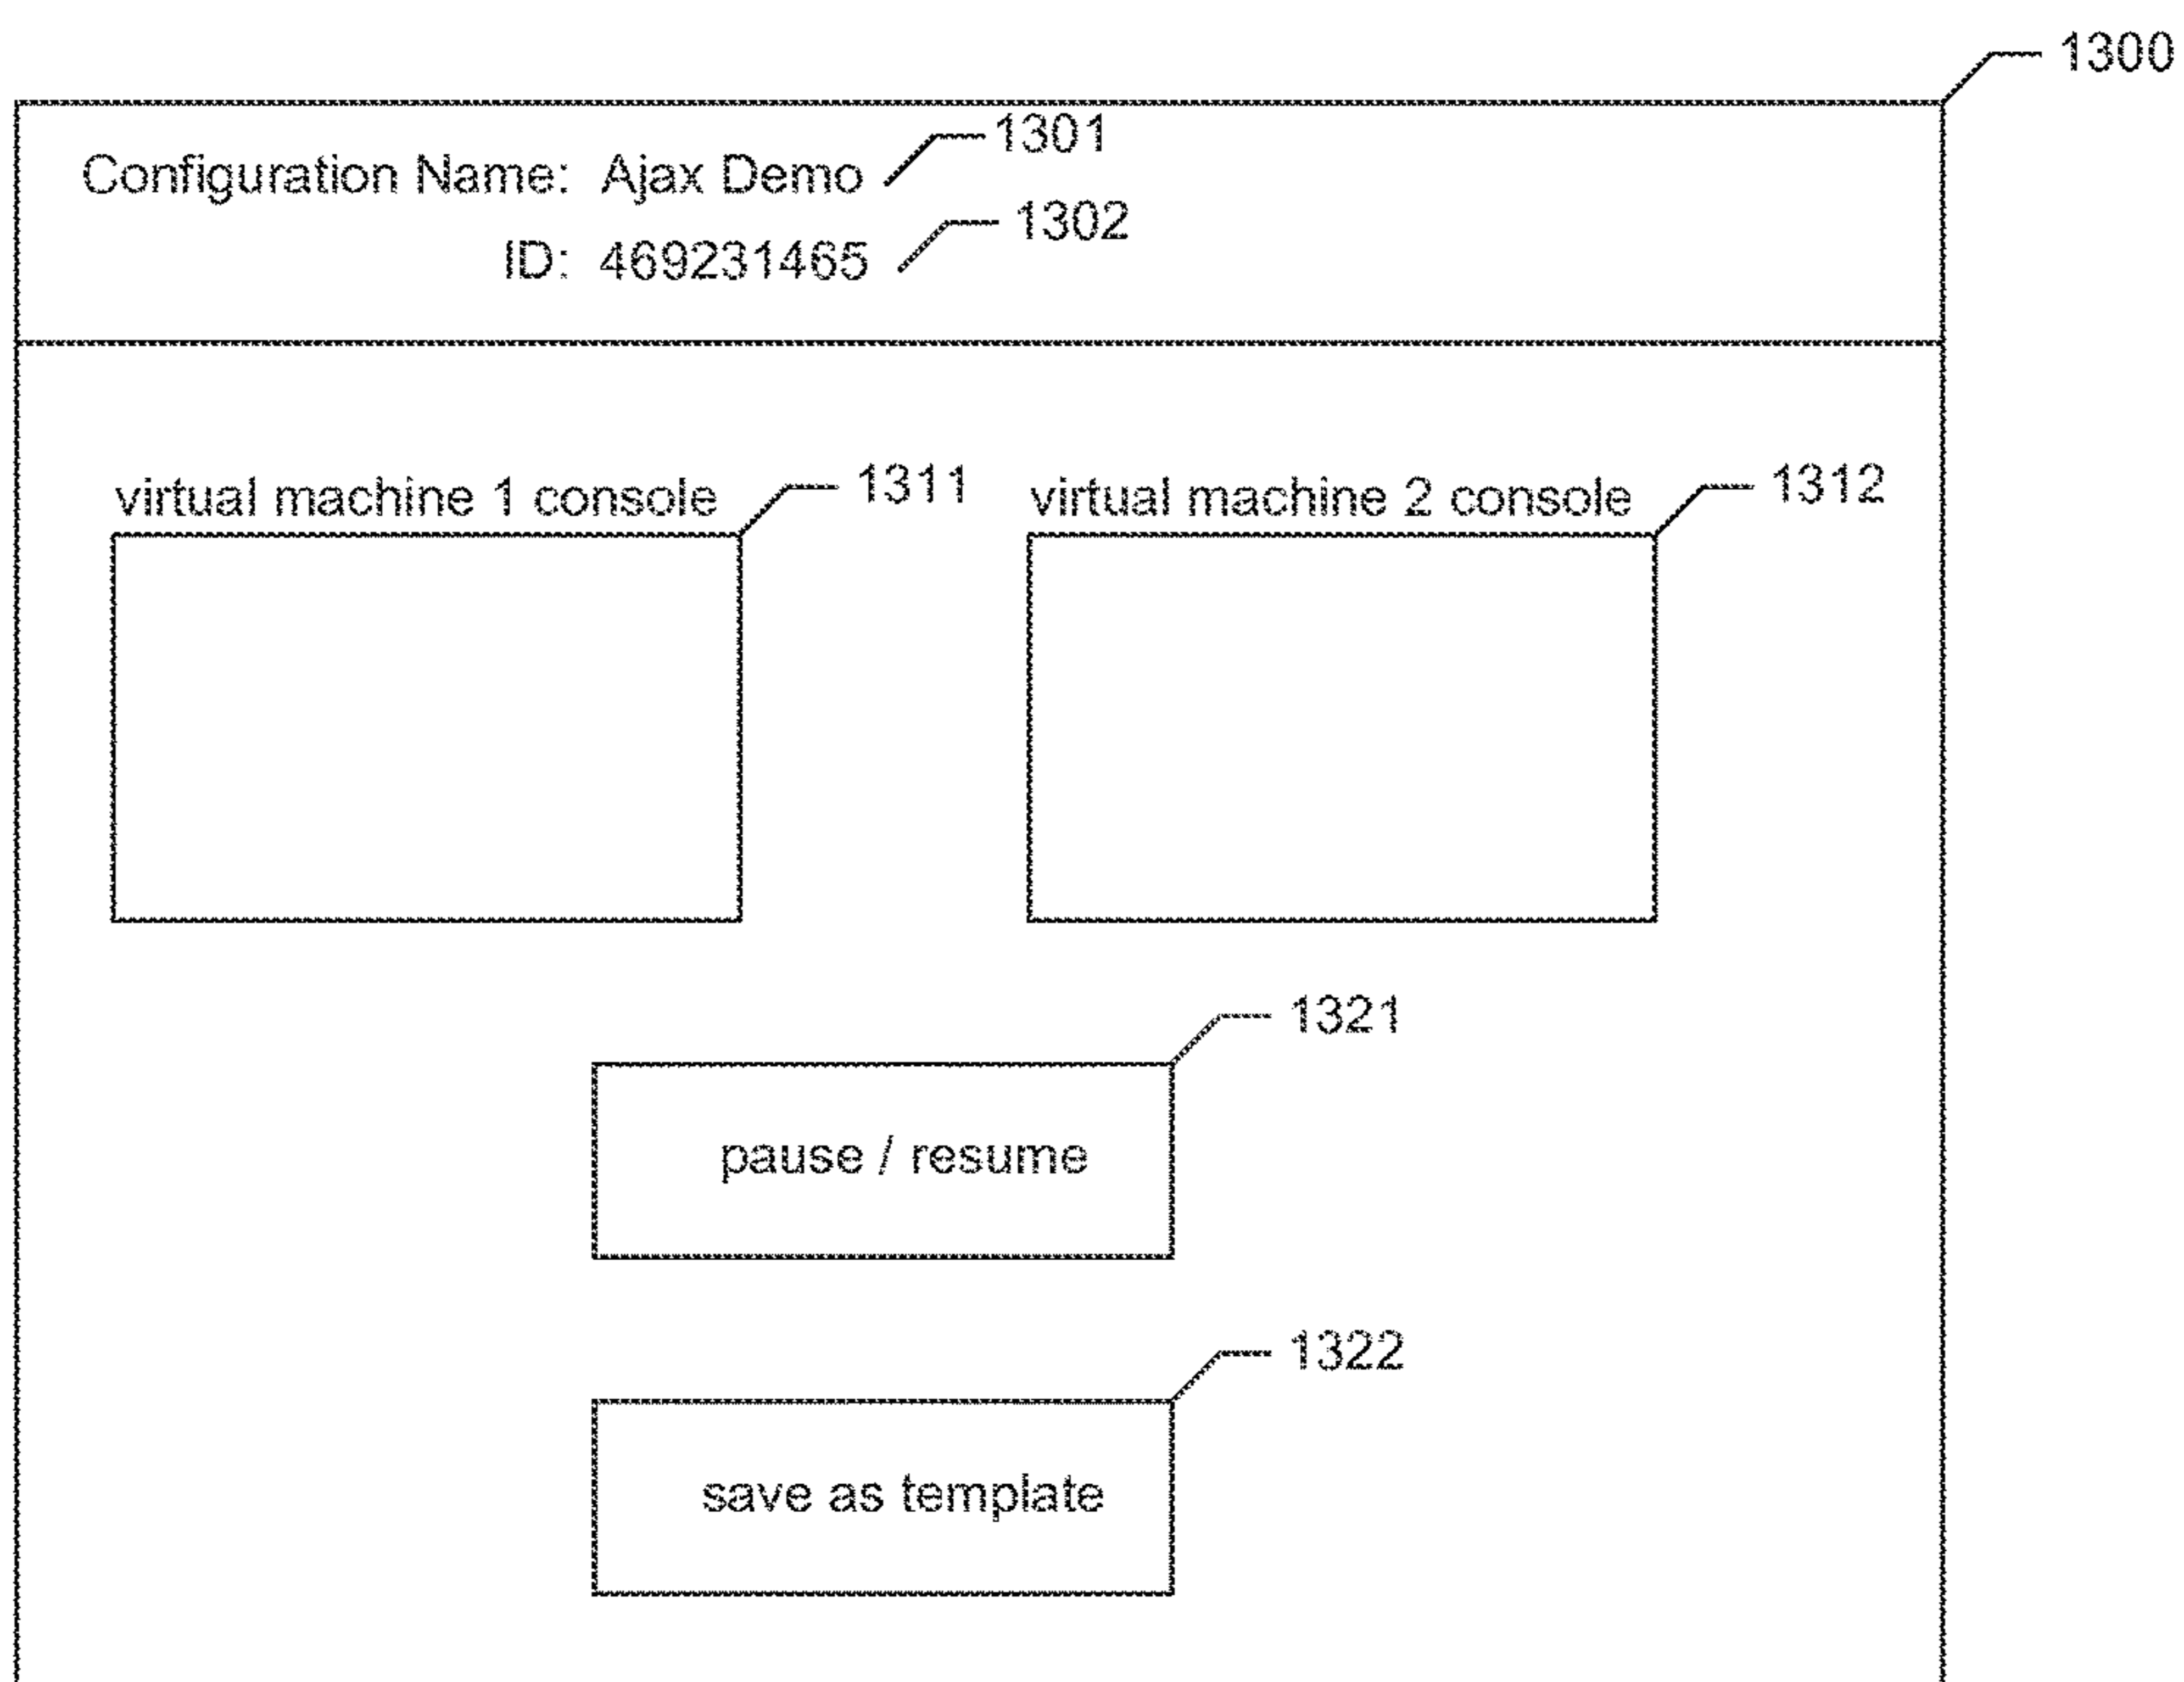 1300
Configuration Name: Ajax Demo 1301
ID: 469231465 1302
virtual machine 1 console 1311
virtual machine 2 console 1312
1321
pause / resume
1322
save as template